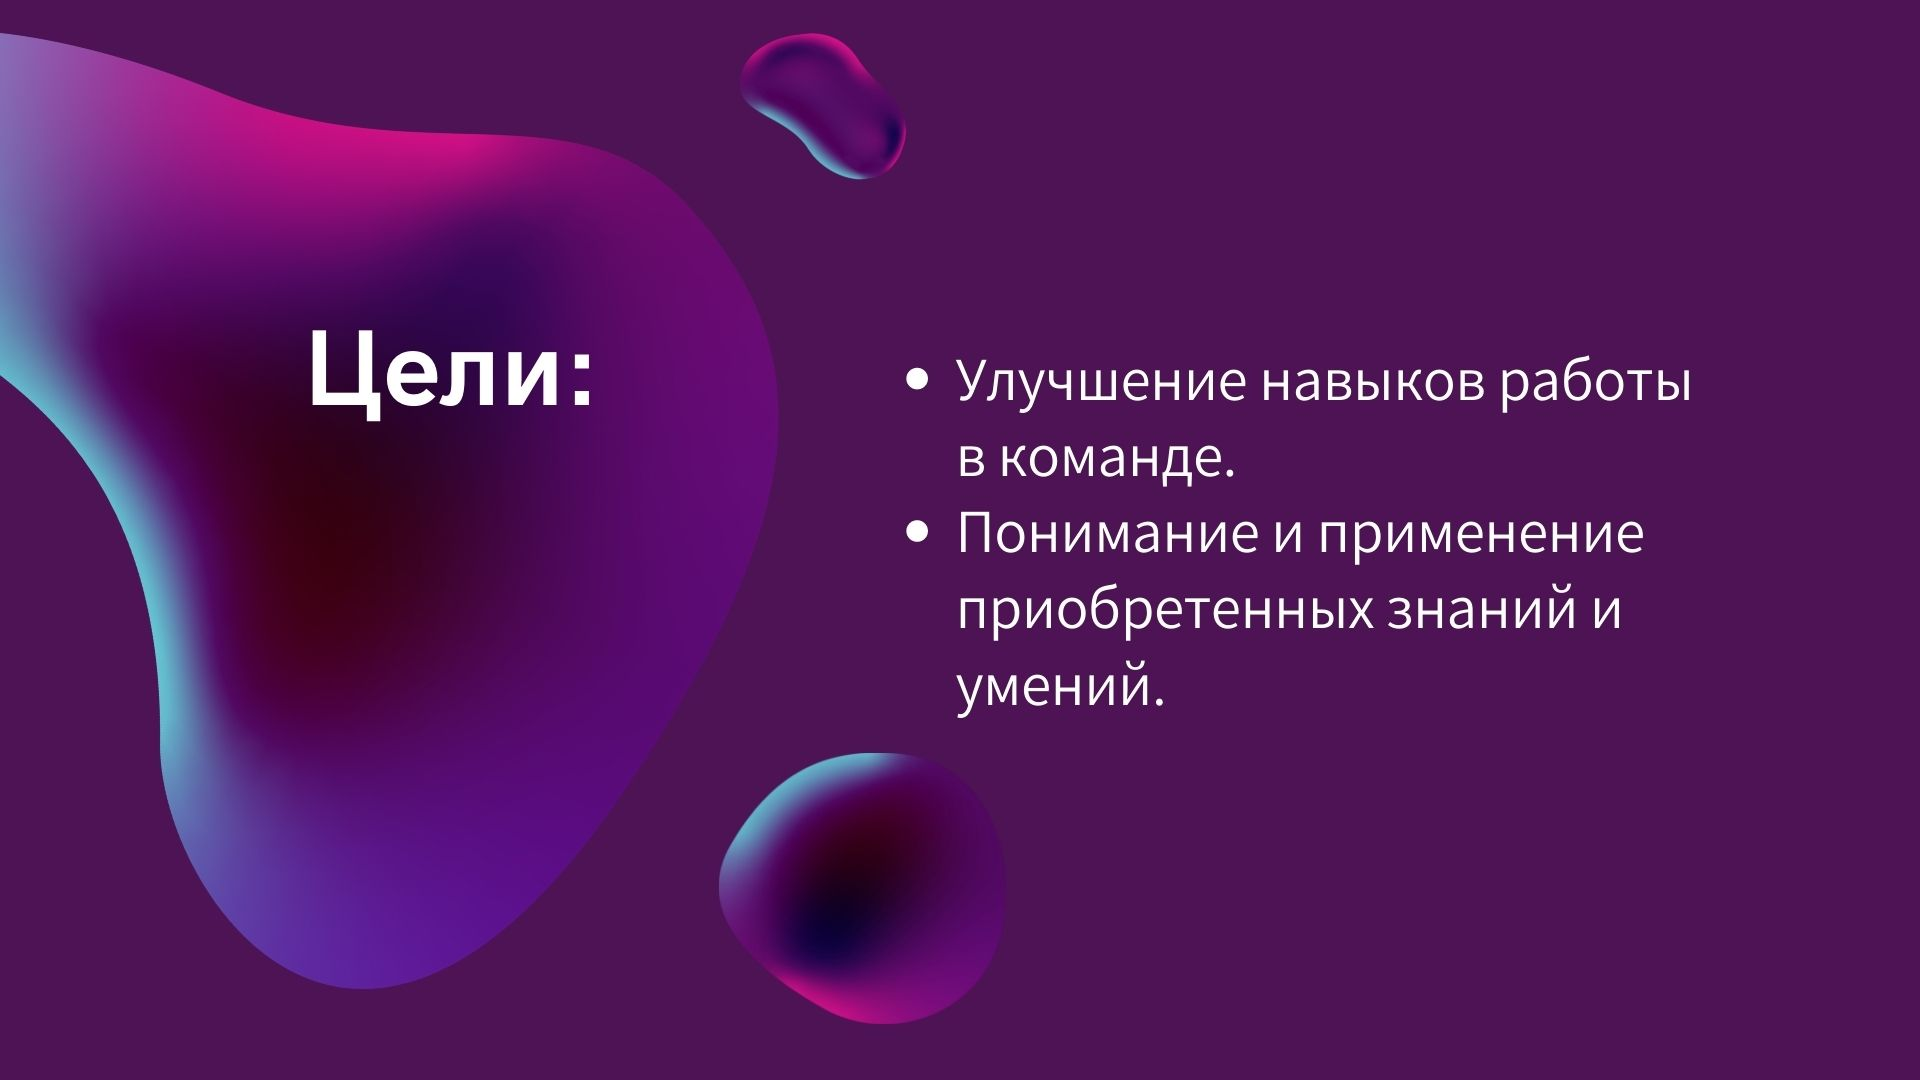 Цели:
• Улучшение навыков работы
в команде.
• Понимание и применение
приобретенных знаний и
умений.